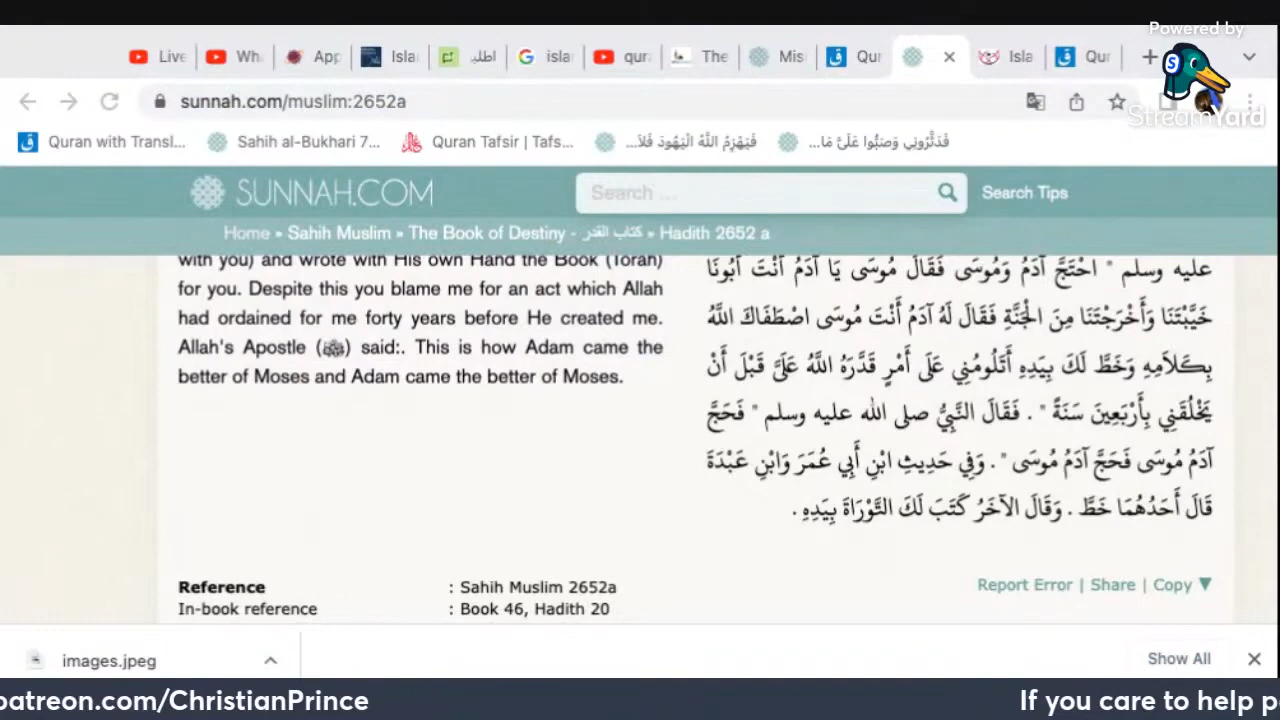 Powered by
Live
Wh
App
Isla
اطلب
isla
qur
The
Mis
Qur
Isla
Qur
sunnah.com/muslim:2652a
StreamYard
Quran with Transl...
Sahih al-Bukhari 7...
Quran Tafsir | Tafs...
فَيَهْزِمُ اللَّهُ الْيَهُودَ فَلاَ...
فَدَثَّرُونِي وَصَبُّوا عَلَىَّ مَا...
SUNNAH.COM
Search ...
Search Tips
Home » Sahih Muslim » The Book of Destiny - كتاب القدر » Hadith 2652 a
with you) and wrote with His own Hand the Book (Torah)
for you. Despite this you blame me for an act which Allah
had ordained for me forty years before He created me.
Allah's Apostle (ﷺ) said:. This is how Adam came the
better of Moses and Adam came the better of Moses.
عليه وسلم " احْتَجَّ آدَمُ وَمُوسَى فَقَالَ مُوسَى يَا آدَمُ أَنْتَ أَبُونَا
خَيَّبْتَنَا وَأَخْرَجْتَنَا مِنَ الْجَنَّةِ فَقَالَ لَهُ آدَمُ أَنْتَ مُوسَى اصْطَفَاكَ اللَّهُ
بِكَلاَمِهِ وَخَطَّ لَكَ بِيَدِهِ أَتَلُومُنِي عَلَى أَمْرٍ قَدَّرَهُ اللَّهُ عَلَىَّ قَبْلَ أَنْ
يَخْلُقَنِي بِأَرْبَعِينَ سَنَةً " . فَقَالَ النَّبِيُّ صلى الله عليه وسلم " فَحَجَّ
آدَمُ مُوسَى فَحَجَّ آدَمُ مُوسَى " . وَفِي حَدِيثِ ابْنِ أَبِي عُمَرَ وَابْنِ عَبْدَةَ
قَالَ أَحَدُهُمَا خَطَّ . وَقَالَ الآخَرُ كَتَبَ لَكَ التَّوْرَاةَ بِيَدِهِ .
Reference : Sahih Muslim 2652a
In-book reference : Book 46, Hadith 20
Report Error | Share | Copy ▼
images.jpeg
Show All
patreon.com/ChristianPrince
If you care to help p